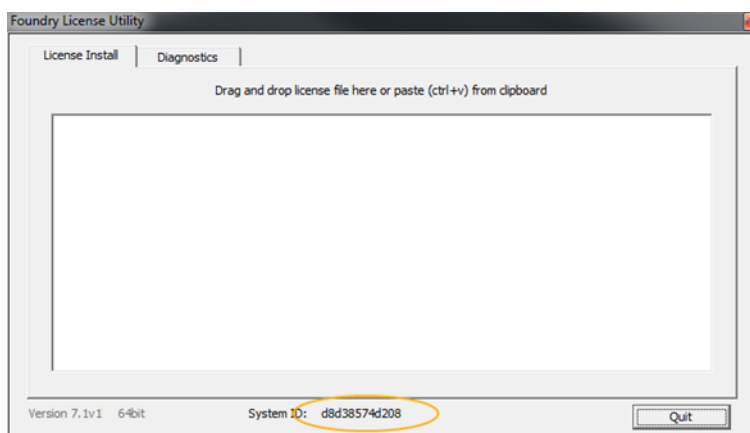 Foundry License Utility
License Install
Diagnostics
Drag and drop license file here or paste (ctrl+v) from clipboard
Version 7.1v1 64bit
System ID: d8d38574d208
Quit